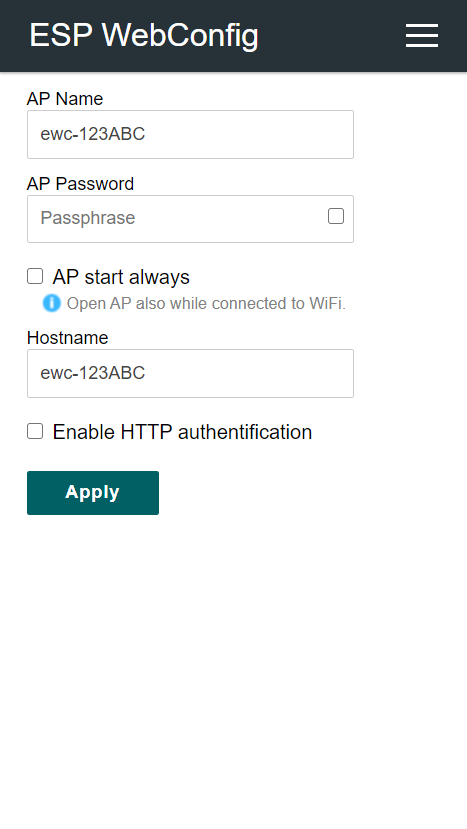 ESP WebConfig
AP Name
ewc-123ABC
AP Password
Passphrase
AP start always
Open AP also while connected to WiFi.
Hostname
ewc-123ABC
Enable HTTP authentification
Apply